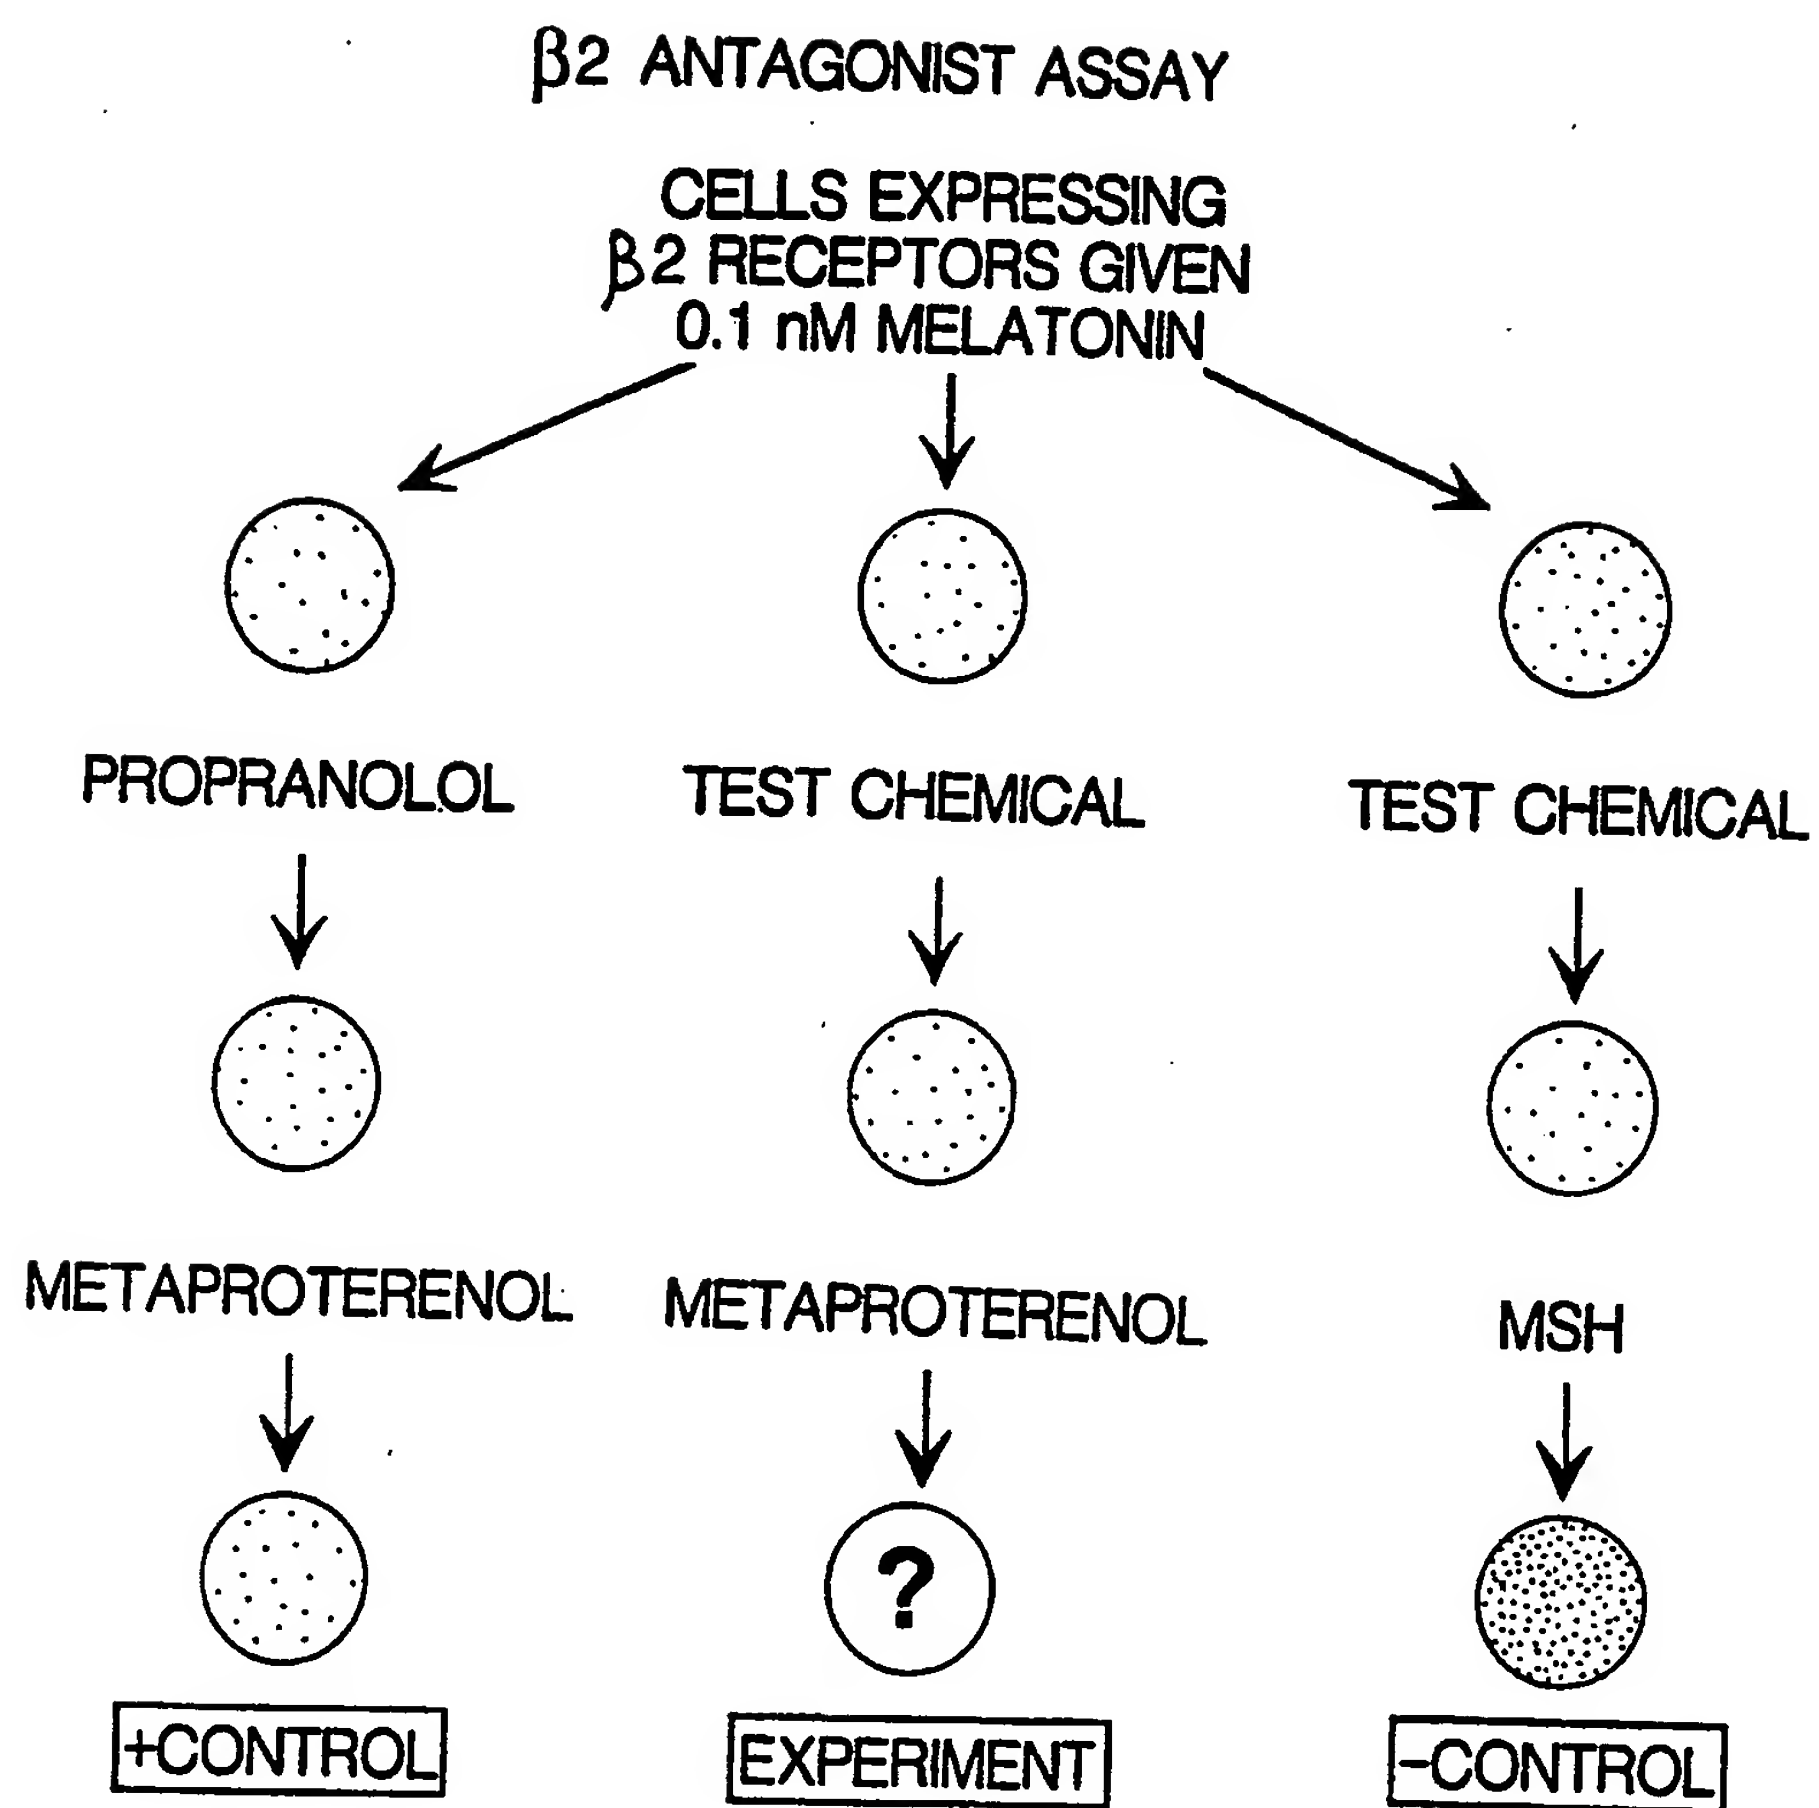 β2 ANTAGONIST ASSAY
CELLS EXPRESSING
β2 RECEPTORS GIVEN
0.1 nM MELATONIN
PROPRANOLOL
TEST CHEMICAL
TEST CHEMICAL
METAPROTERENOL
METAPROTERENOL
MSH
?
+CONTROL
EXPERIMENT
-CONTROL